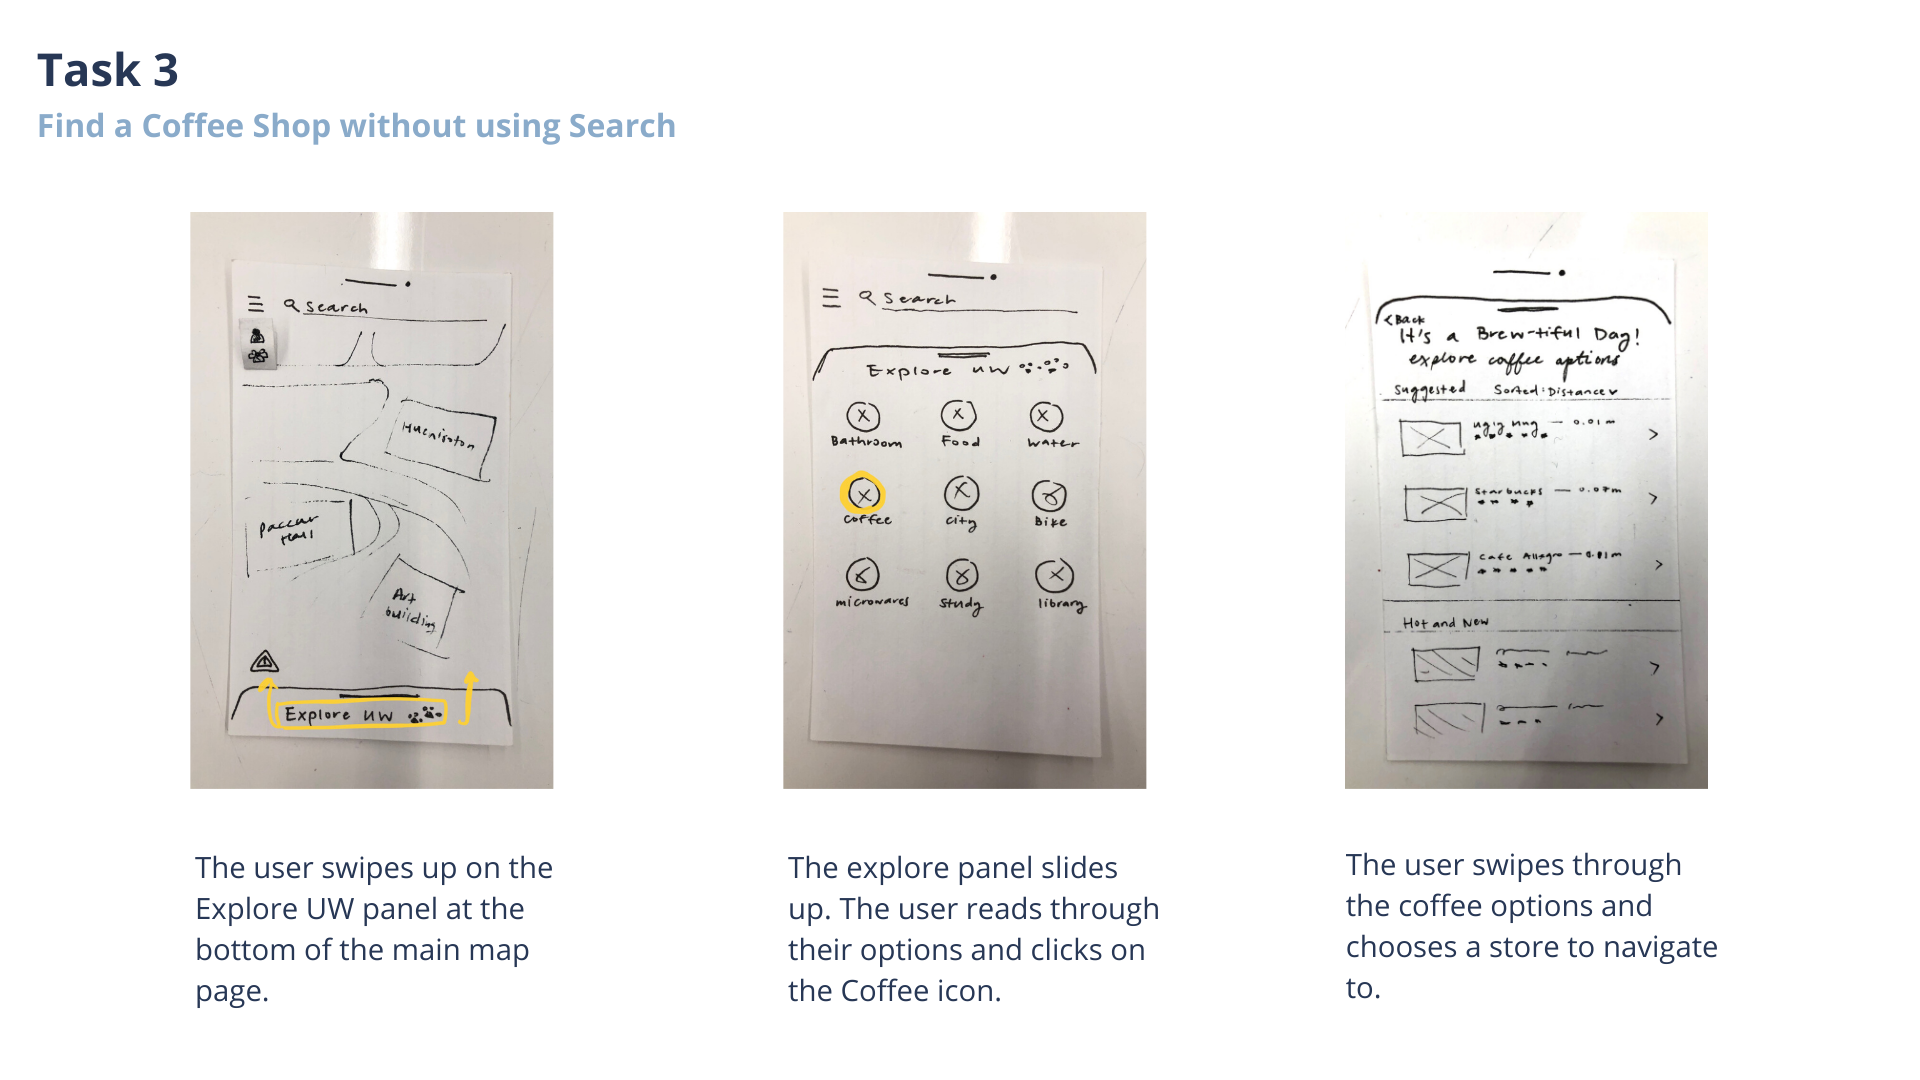 Task 3
Find a Coffee Shop without using Search
Search
Paccar
Hall
Art
building
Explore UW
The user swipes up on the
Explore UW panel at the
bottom of the main map
page.
Search
Explore UW
Bathroom
Food
Water
Coffee
City
Bike
microwaves
Study
library
The explore panel slides
up. The user reads through
their options and clicks on
the Coffee icon.
<Back
It's a Brew-tiful Day!
explore coffee options
Suggested
Sorted: Distance
0.01m
Starbucks — 0.07m
Cafe Allegro
Hot and New
The user swipes through
the coffee options and
chooses a store to navigate
to.